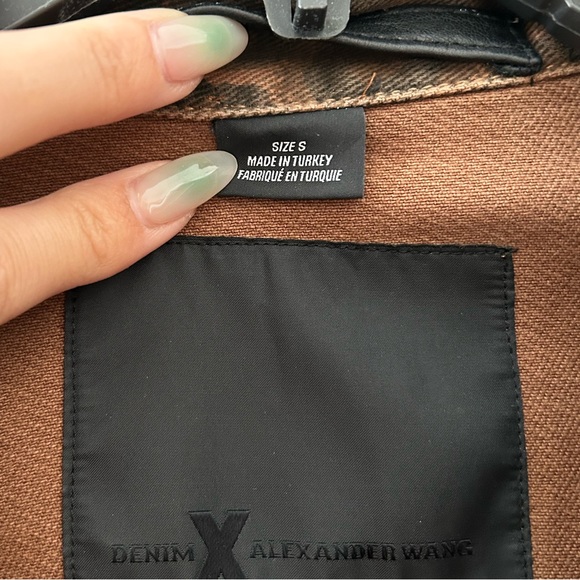 SIZE S
MADE IN TURKEY
FABRIQUÉ EN TURQUIE
DENIM X ALEXANDER WANG